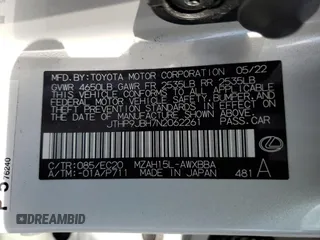 MFD.BY: TOYOTA MOTOR CORPORATION 05/22
GVWR 4650LB GAWR FR 2535LB RR 2535LB
THIS VEHICLE CONFORMS TO ALL APPLICABLE
FEDERAL MOTOR VEHICLE SAFETY, BUMPER, AND
THEFT PREVENTION STANDARDS IN EFFECT ON
THE DATE OF MANUFACTURE SHOWN ABOVE.
JTHP9JBH7N2062261 PASS.CAR
C/TR: 085/EC20 MZAH15L-AWXBBA
A/TM: -01A/P711 MADE IN JAPAN 481 A
76240
DEALERSHIP